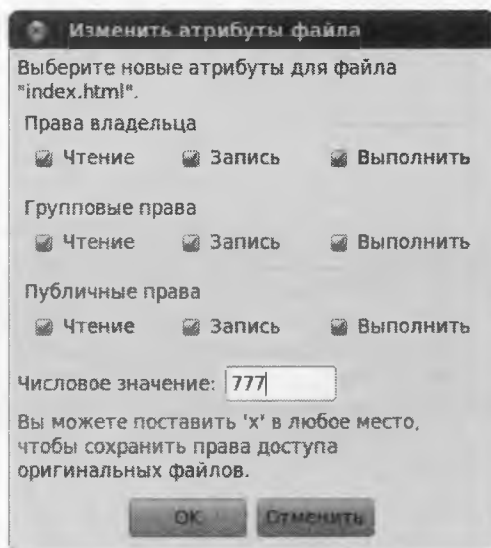 Изменить атрибуты файла
Выберите новые атрибуты для файла
"index.html".
Права владельца
Чтение Запись Выполнить
Групповые права
Чтение Запись Выполнить
Публичные права
Чтение Запись Выполнить
Числовое значение: 777
Вы можете поставить 'x' в любое место,
чтобы сохранить права доступа
оригинальных файлов.
OK Отменить